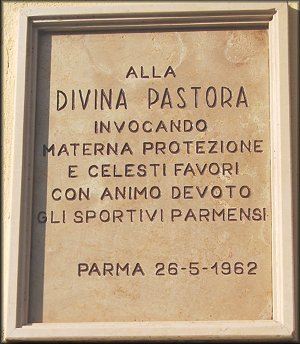 ALLA
DIVINA PASTORA
INVOCANDO
MATERNA PROTEZIONE
E CELESTI FAVORI
CON ANIMO DEVOTO
GLI SPORTIVI PARMENSI
PARMA 26-5-1962